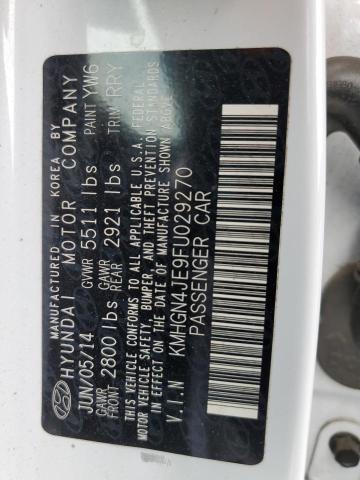 MANUFACTURED IN KOREA BY
HYUNDAI MOTOR COMPANY
JUN/05/14 GVWR 5511 lbs PAINT YW6
GAWR FRONT 2800 lbs GAWR REAR 2921 lbs TRIM RRY
THIS VEHICLE CONFORMS TO ALL APPLICABLE U.S.A. FEDERAL
MOTOR VEHICLE SAFETY, BUMPER AND THEFT PREVENTION STANDARDS
IN EFFECT ON THE DATE OF MANUFACTURE SHOWN ABOVE
V.I.N KMHGN4JE9FU029270
PASSENGER CAR